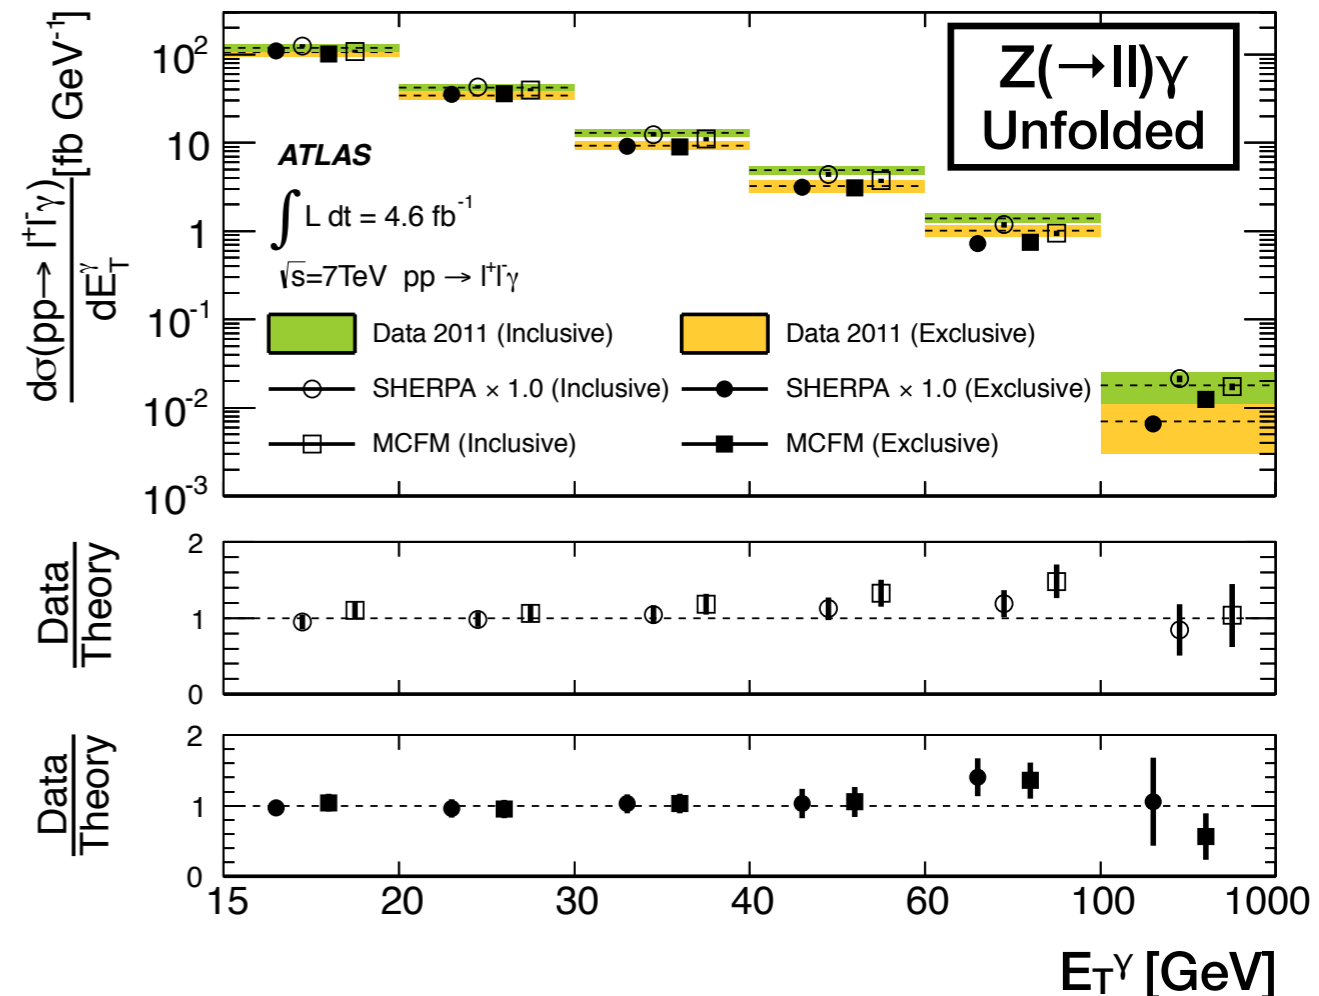 dσ(pp→ l⁺l⁻γ)
dE_T^γ
[fb GeV⁻¹]
10²
10
1
10⁻¹
10⁻²
10⁻³
Z(→ll)γ
Unfolded
ATLAS
∫ L dt = 4.6 fb⁻¹
√s=7TeV pp → l⁺l⁻γ
Data 2011 (Inclusive)
Data 2011 (Exclusive)
SHERPA × 1.0 (Inclusive)
SHERPA × 1.0 (Exclusive)
MCFM (Inclusive)
MCFM (Exclusive)
Data
Theory
2
1
0
Data
Theory
2
1
0
15 20 30 40 60 100 1000
E_T^γ [GeV]